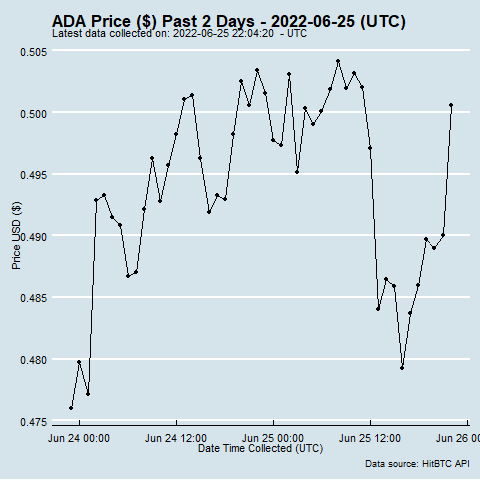 ADA Price ($) Past 2 Days - 2022-06-25 (UTC)
Latest data collected on: 2022-06-25 22:04:20 - UTC
0.505
0.500
0.495
0.490
0.485
0.480
0.475
Price USD ($)
Jun 24 00:00 Jun 24 12:00 Jun 25 00:00 Jun 25 12:00 Jun 26 00
Date Time Collected (UTC)
Data source: HitBTC API